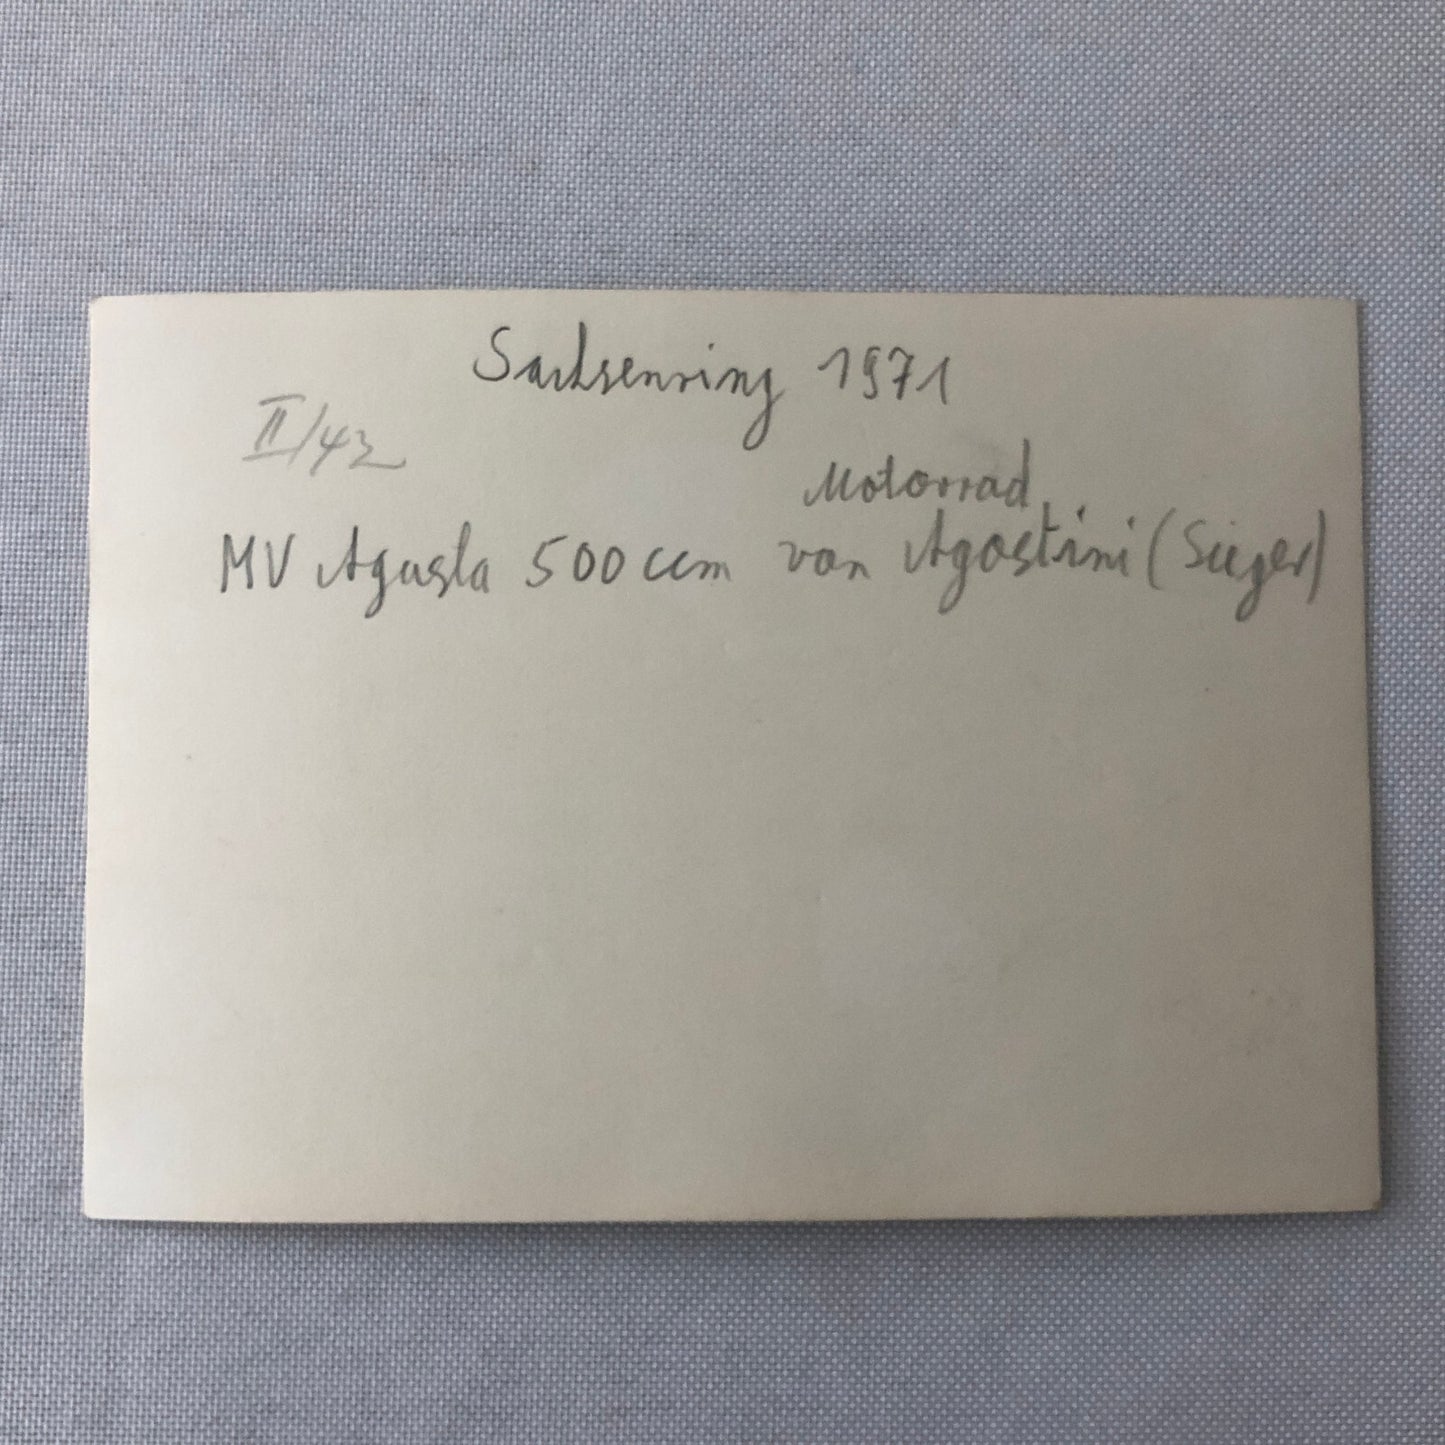 Sachsenring 1971
II/42
Motorrad
MV Agusta 500 ccm von Agostini (Sieger)